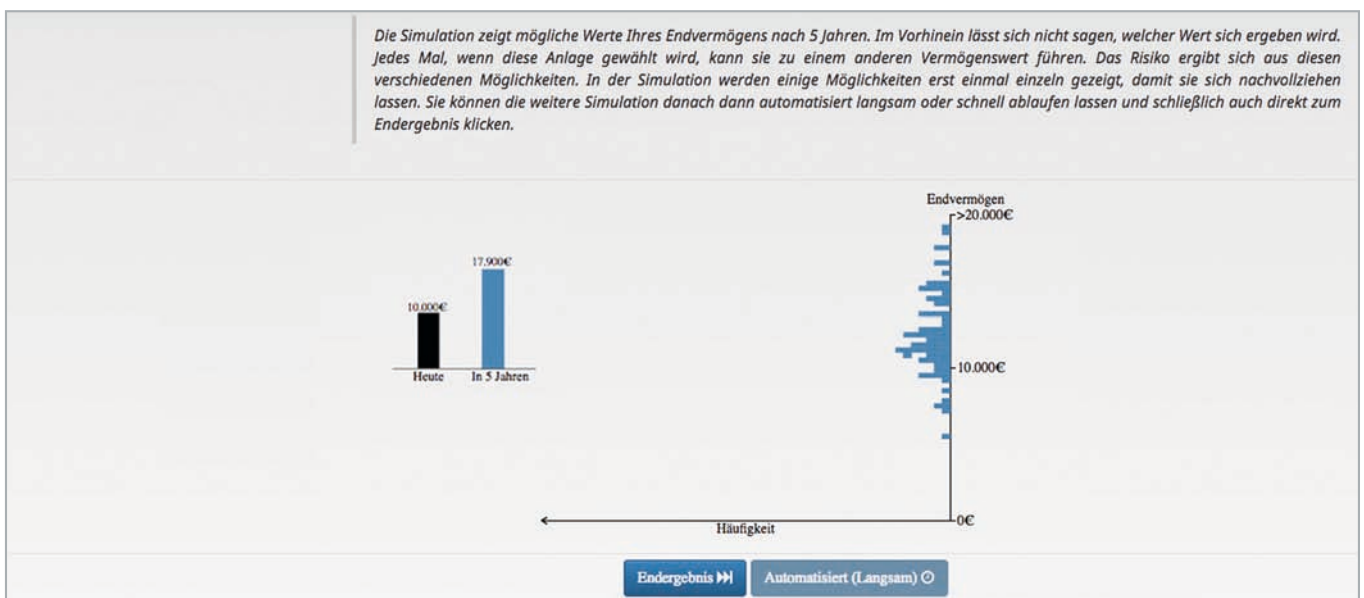 Die Simulation zeigt mögliche Werte Ihres Endvermögens nach 5 Jahren. Im Vorhinein lässt sich nicht sagen, welcher Wert sich ergeben wird.
Jedes Mal, wenn diese Anlage gewählt wird, kann sie zu einem anderen Vermögenswert führen. Das Risiko ergibt sich aus diesen
verschiedenen Möglichkeiten. In der Simulation werden einige Möglichkeiten erst einmal einzeln gezeigt, damit sie sich nachvollziehen
lassen. Sie können die weitere Simulation danach dann automatisiert langsam oder schnell ablaufen lassen und schließlich auch direkt zum
Endergebnis klicken.
Endvermögen
>20.000€
17.900€
10.000€
10.000€
Heute
In 5 Jahren
0€
Häufigkeit
Endergebnis
Automatisiert (Langsam)